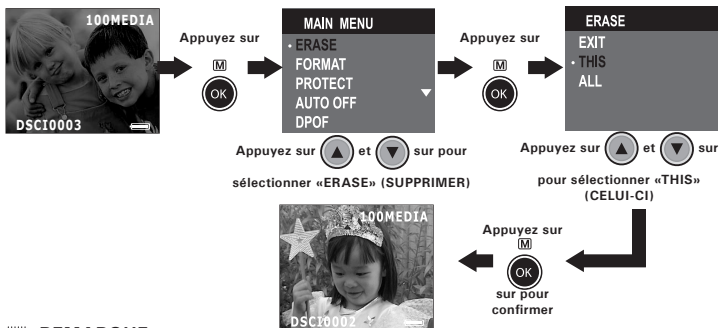 100MEDIA
DSCI0003
Appuyez sur
M
OK
MAIN MENU
· ERASE
FORMAT
PROTECT
AUTO OFF
DPOF
Appuyez sur
M
OK
ERASE
EXIT
· THIS
ALL
Appuyez sur ▲ et ▼ sur pour
sélectionner «ERASE» (SUPPRIMER)
Appuyez sur ▲ et ▼ sur
pour sélectionner «THIS»
(CELUI-CI)
Appuyez sur
M
OK
sur pour
confirmer
100MEDIA
DSCI0002